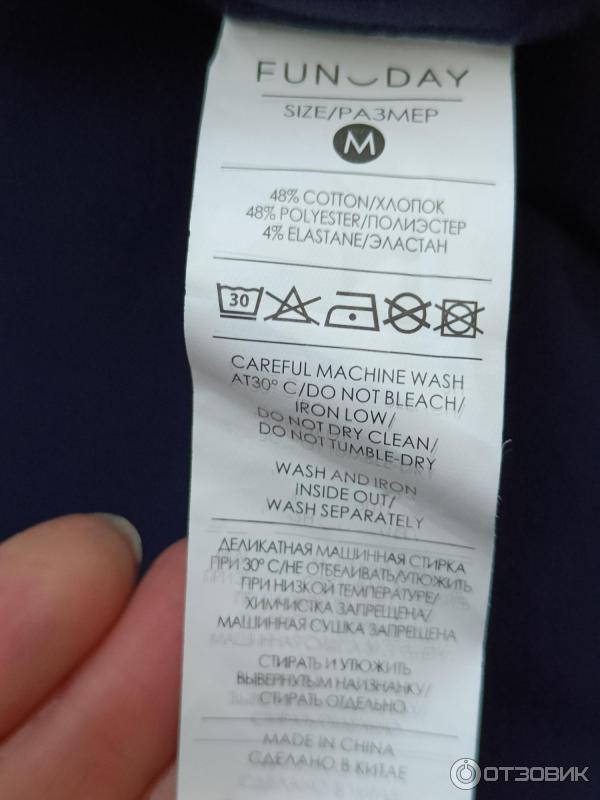 FUN DAY
SIZE/РАЗМЕР
M
48% COTTON/ХЛОПОК
48% POLYESTER/ПОЛИЭСТЕР
4% ELASTANE/ЭЛАСТАН
30
CAREFUL MACHINE WASH
AT30° C/DO NOT BLEACH/
IRON LOW/
DO NOT DRY CLEAN/
DO NOT TUMBLE-DRY
WASH AND IRON
INSIDE OUT/
WASH SEPARATELY
ДЕЛИКАТНАЯ МАШИННАЯ СТИРКА
ПРИ 30° С/НЕ ОТБЕЛИВАТЬ/УТЮЖИТЬ
ПРИ НИЗКОЙ ТЕМПЕРАТУРЕ/
ХИМЧИСТКА ЗАПРЕЩЕНА/
МАШИННАЯ СУШКА ЗАПРЕЩЕНА
СТИРАТЬ И УТЮЖИТЬ
ВЫВЕРНУТЫМ НАИЗНАНКУ/
СТИРАТЬ ОТДЕЛЬНО
MADE IN CHINA
СДЕЛАНО В КИТАЕ
ОТЗОВИК